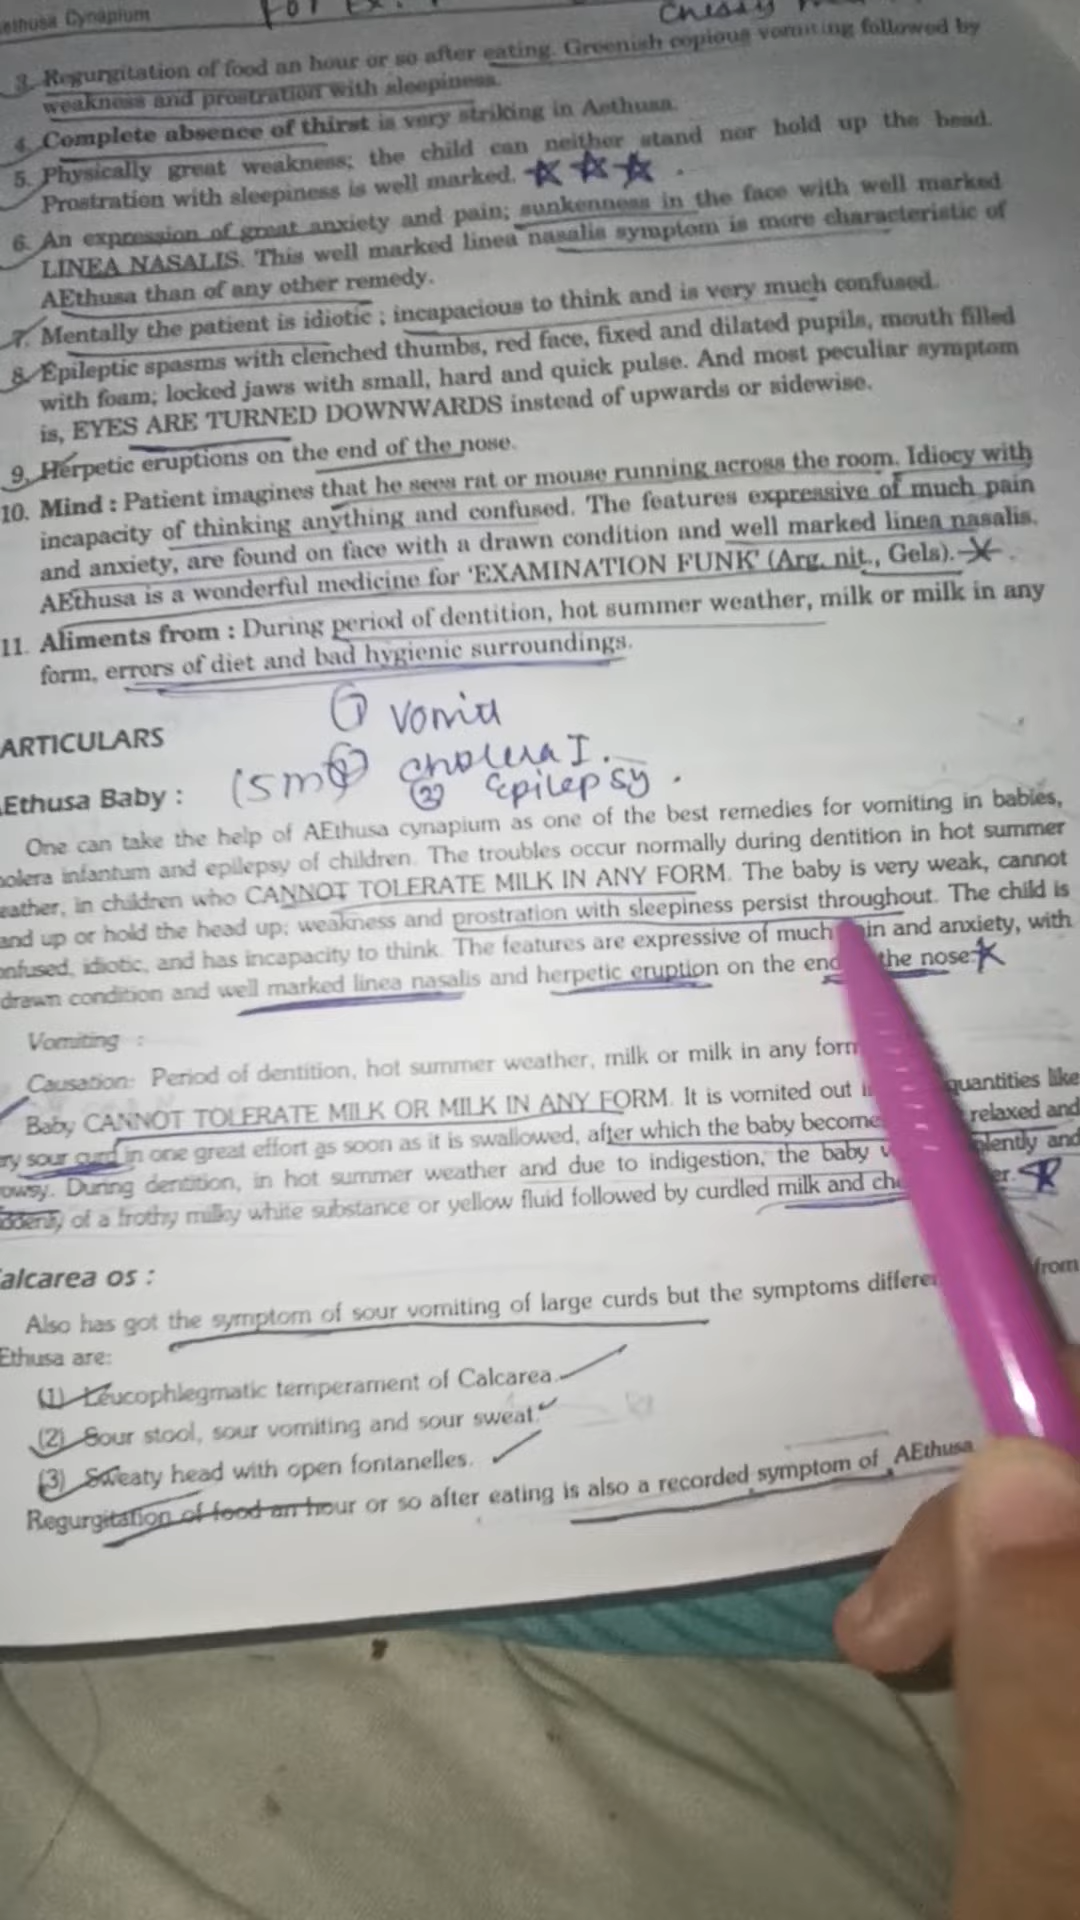 ethusa Cynapium
For Ex.
3. Regurgitation of food an hour or so after eating. Greenish copious vomiting followed by
weakness and prostration with sleepiness.
4. Complete absence of thirst is very striking in Aethusa.
5. Physically great weakness; the child can neither stand nor hold up the head.
Prostration with sleepiness is well marked.
6. An expression of great anxiety and pain; sunkenness in the face with well marked
LINEA NASALIS. This well marked linea nasalis symptom is more characteristic of
AEthusa than of any other remedy.
7. Mentally the patient is idiotic ; incapacious to think and is very much confused.
8. Epileptic spasms with clenched thumbs, red face, fixed and dilated pupils, mouth filled
with foam; locked jaws with small, hard and quick pulse. And most peculiar symptom
is, EYES ARE TURNED DOWNWARDS instead of upwards or sidewise.
9. Herpetic eruptions on the end of the nose.
10. Mind : Patient imagines that he sees rat or mouse running across the room. Idiocy with
incapacity of thinking anything and confused. The features expressive of much pain
and anxiety, are found on face with a drawn condition and well marked linea nasalis.
AEthusa is a wonderful medicine for 'EXAMINATION FUNK' (Arg. nit., Gels).
11. Aliments from : During period of dentition, hot summer weather, milk or milk in any
form, errors of diet and bad hygienic surroundings.
① vomit
ARTICULARS
(5m) ② cholera I.
Ethusa Baby :
③ Epilepsy.
One can take the help of AEthusa cynapium as one of the best remedies for vomiting in babies,
olera infantum and epilepsy of children. The troubles occur normally during dentition in hot summer
eather, in children who CANNOT TOLERATE MILK IN ANY FORM. The baby is very weak, cannot
and up or hold the head up; weakness and prostration with sleepiness persist throughout. The child is
onfused, idiotic, and has incapacity to think. The features are expressive of much ain and anxiety, with
drawn condition and well marked linea nasalis and herpetic eruption on the end the nose.
Vomiting :
Causation: Period of dentition, hot summer weather, milk or milk in any form
Baby CANNOT TOLERATE MILK OR MILK IN ANY FORM. It is vomited out quantities like
ry sour curd in one great effort as soon as it is swallowed, after which the baby become relaxed and
owsy. During dentition, in hot summer weather and due to indigestion, the baby v lently and
ddenly of a frothy milky white substance or yellow fluid followed by curdled milk and che er.
alcarea os :
Also has got the symptom of sour vomiting of large curds but the symptoms differen from
Ethusa are:
(1) Leucophlegmatic temperament of Calcarea.
(2) Sour stool, sour vomiting and sour sweat.
(3) Sweaty head with open fontanelles.
Regurgitation of food an hour or so after eating is also a recorded symptom of AEthusa